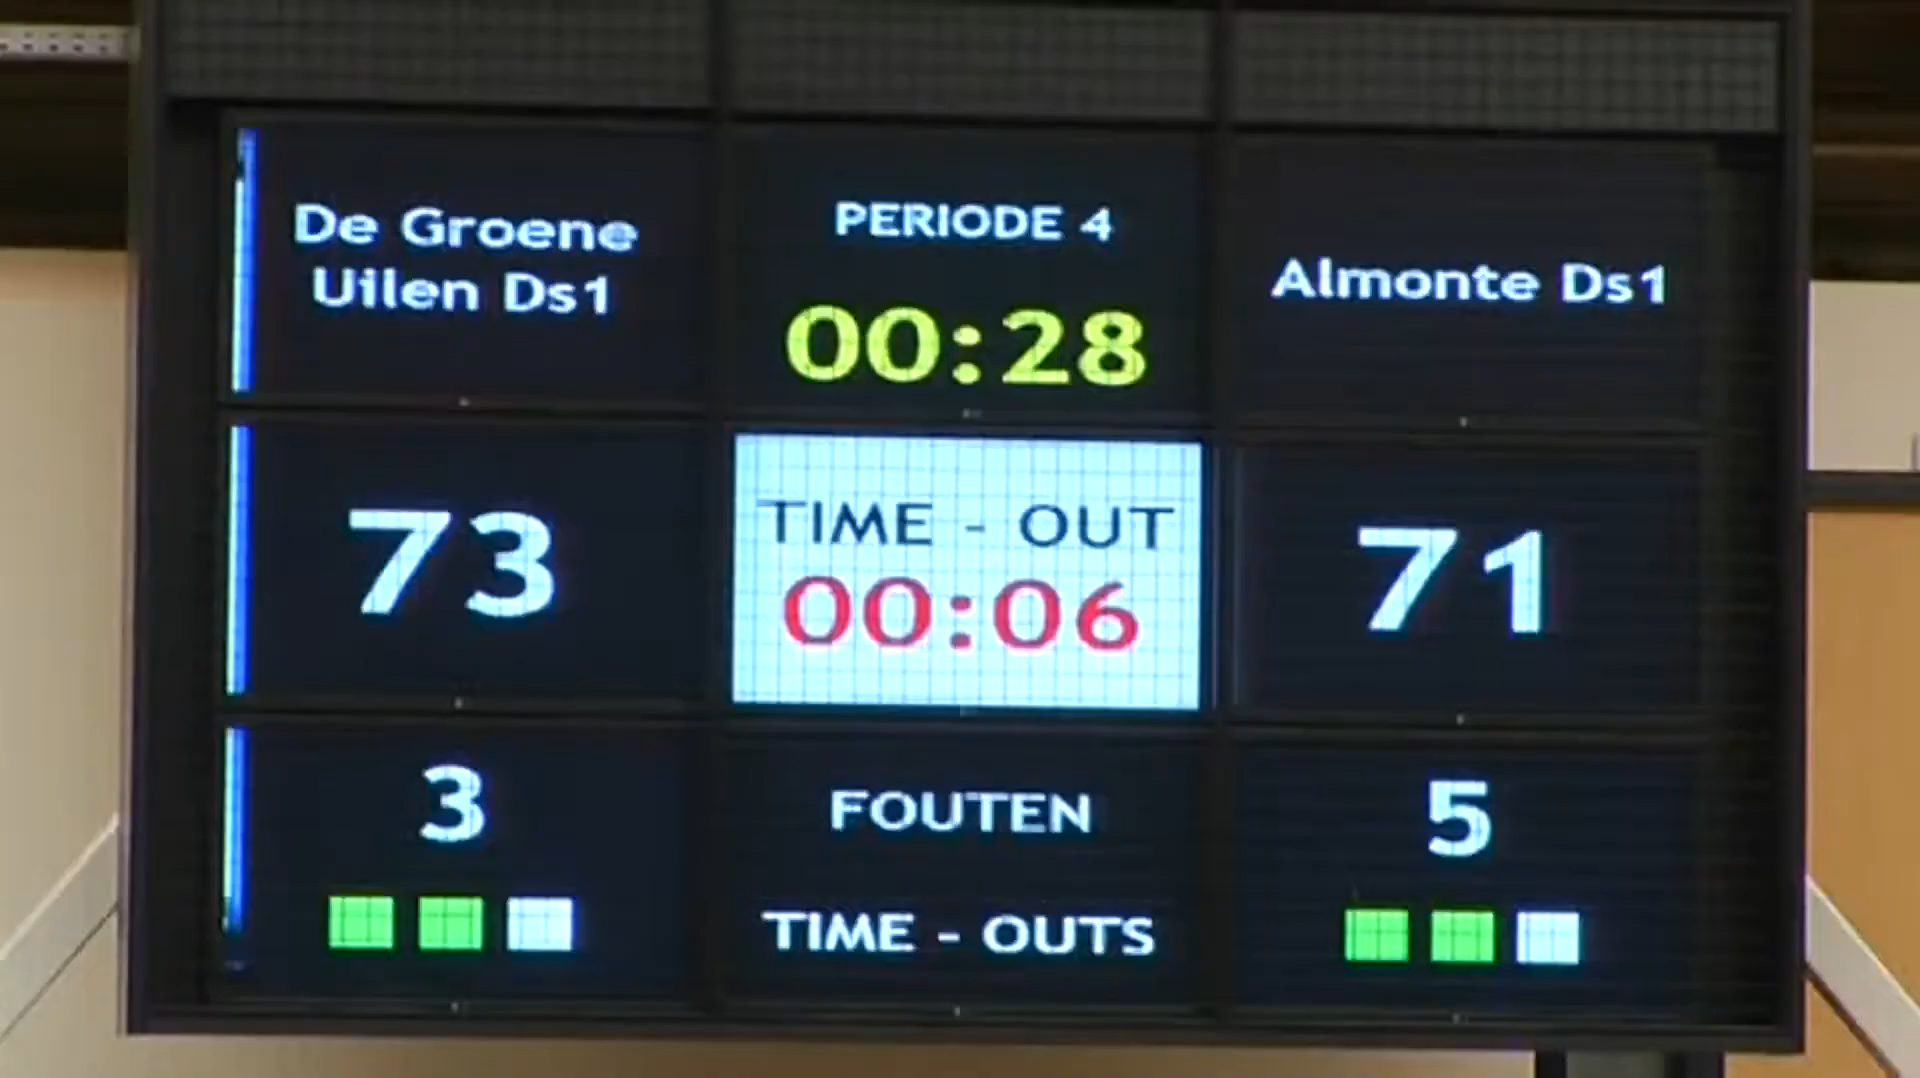 De Groene
Uilen Ds1
PERIODE 4
00:28
Almonte Ds1
73
TIME - OUT
00:06
71
3
FOUTEN
5
TIME - OUTS